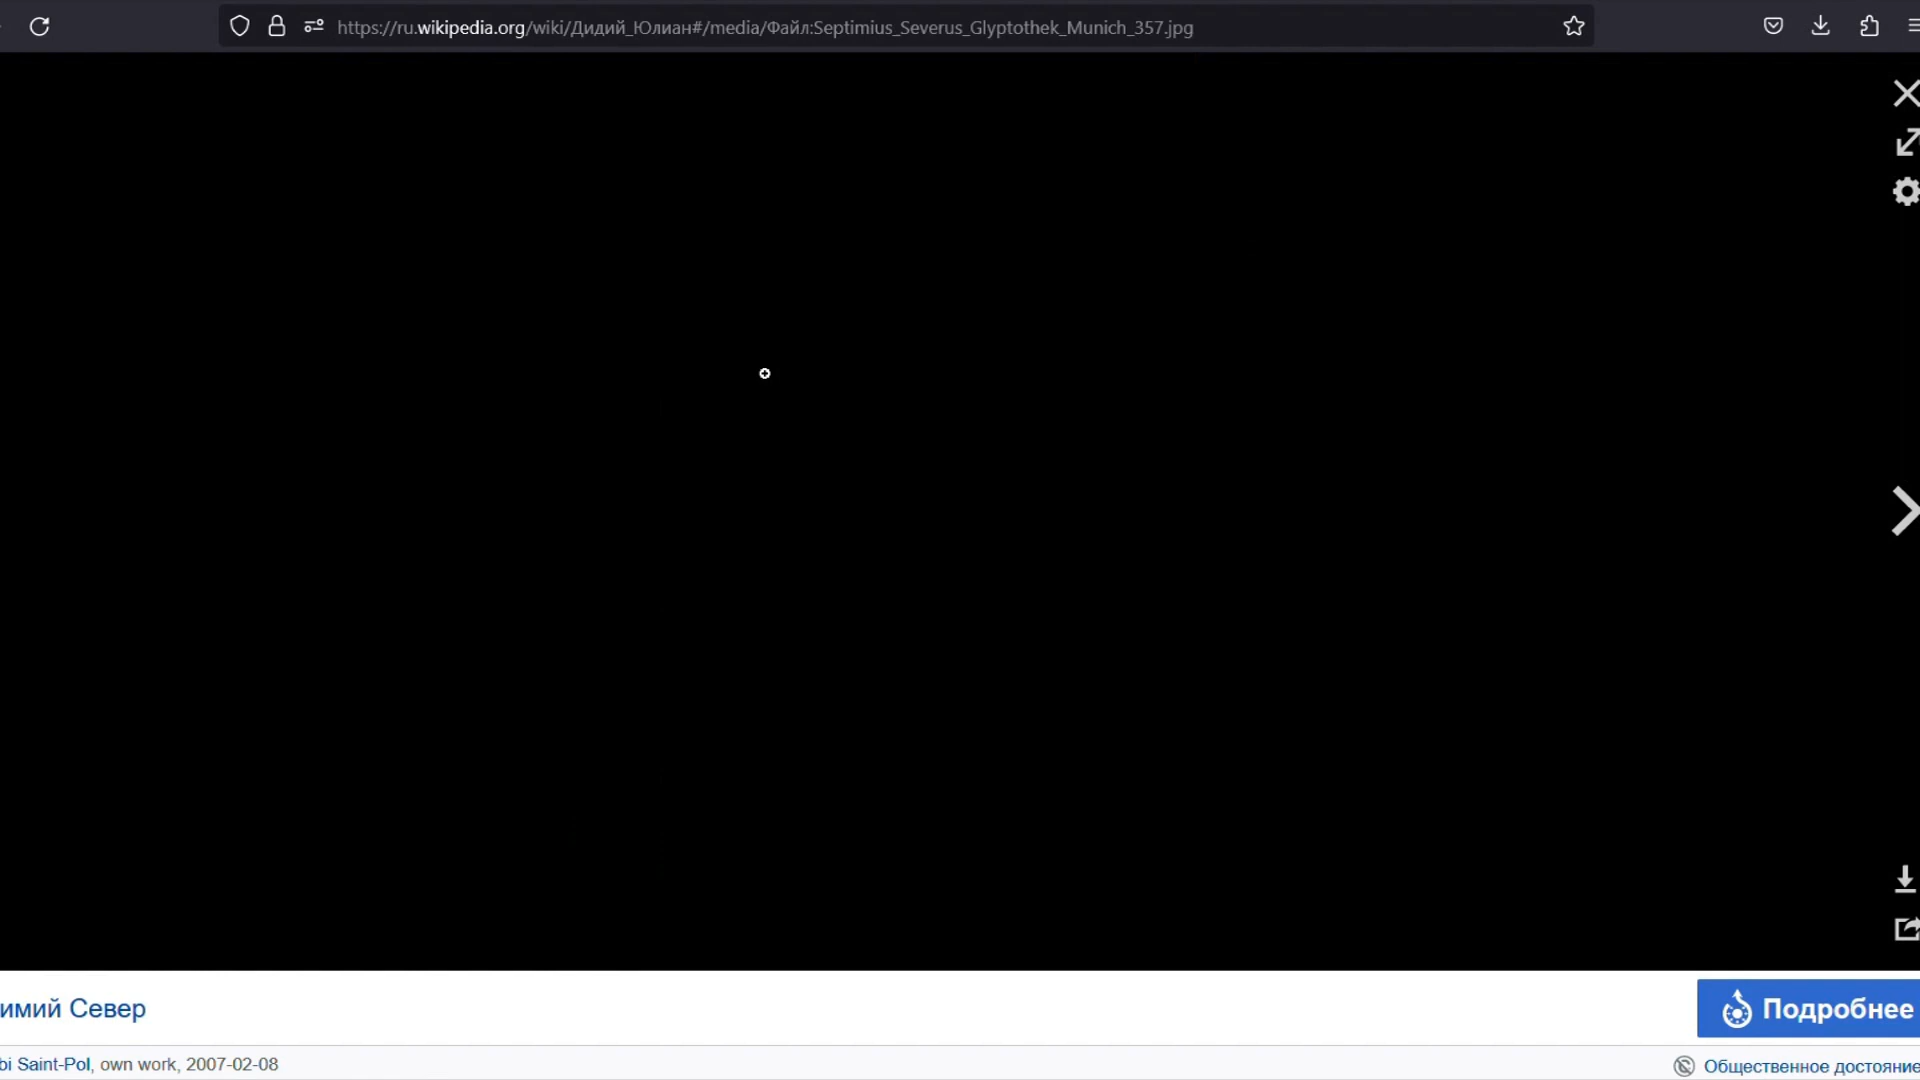 https://ru.wikipedia.org/wiki/Дидий_Юлиан#/media/Файл:Septimius_Severus_Glyptothek_Munich_357.jpg
имий Север
Подробнее
bi Saint-Pol, own work, 2007-02-08
Общественное достояние